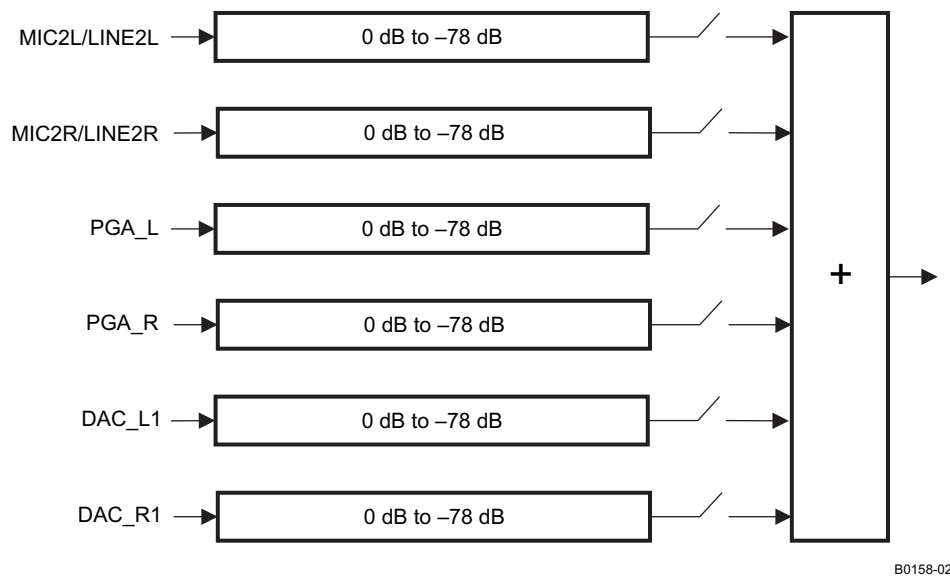 MIC2L/LINE2L
0 dB to –78 dB
MIC2R/LINE2R
0 dB to –78 dB
PGA_L
0 dB to –78 dB
PGA_R
0 dB to –78 dB
DAC_L1
0 dB to –78 dB
DAC_R1
0 dB to –78 dB
+
B0158-02